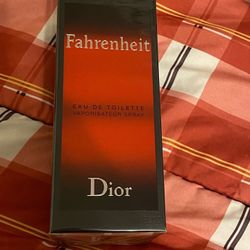 Fahrenheit
EAU DE TOILETTE
VAPORISATEUR SPRAY
Dior